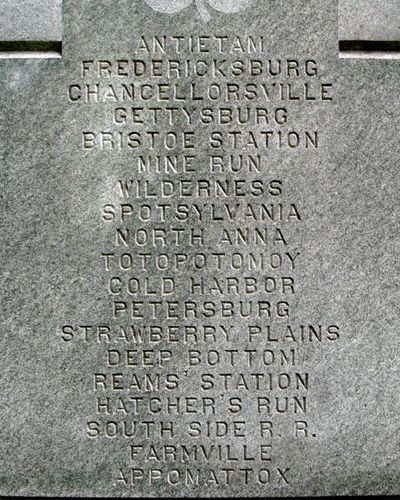 ANTIETAM
FREDERICKSBURG
CHANCELLORSVILLE
GETTYSBURG
BRISTOE STATION
MINE RUN
WILDERNESS
SPOTSYLVANIA
NORTH ANNA
TOTOPOTOMOY
COLD HARBOR
PETERSBURG
STRAWBERRY PLAINS
DEEP BOTTOM
REAMS' STATION
HATCHER'S RUN
SOUTH SIDE R. R.
FARMVILLE
APPOMATTOX